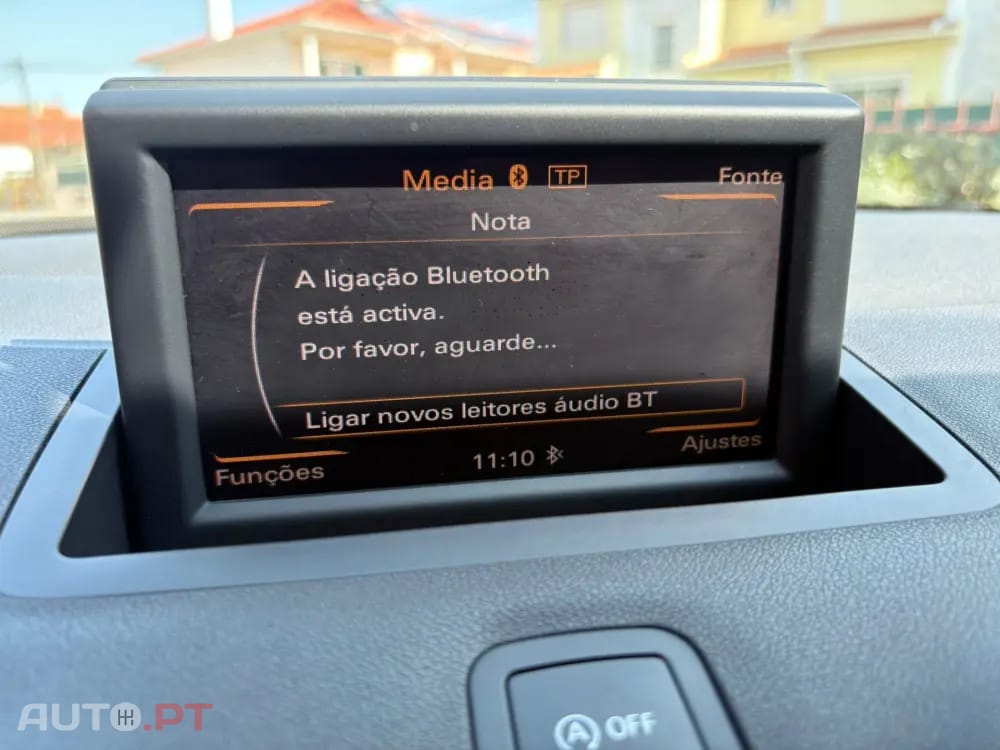 Media TP Fonte
Nota
A ligação Bluetooth
está activa.
Por favor, aguarde...
Ligar novos leitores áudio BT
Funções 11:10 Ajustes
A OFF
AUTO.PT